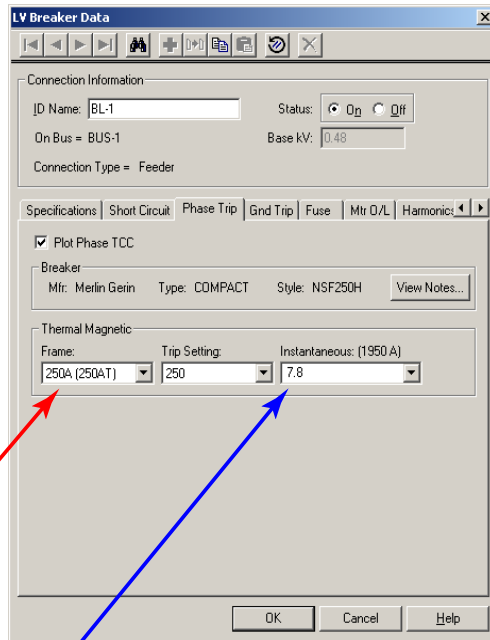 LV Breaker Data
Connection Information
ID Name: BL-1 Status: On Off
On Bus = BUS-1 Base kV: 0.48
Connection Type = Feeder
Specifications Short Circuit Phase Trip Gnd Trip Fuse Mtr O/L Harmonics
Plot Phase TCC
Breaker
Mfr: Merlin Gerin Type: COMPACT Style: NSF250H View Notes...
Thermal Magnetic
Frame: Trip Setting: Instantaneous: (1950 A)
250A (250AT) 250 7.8
OK Cancel Help